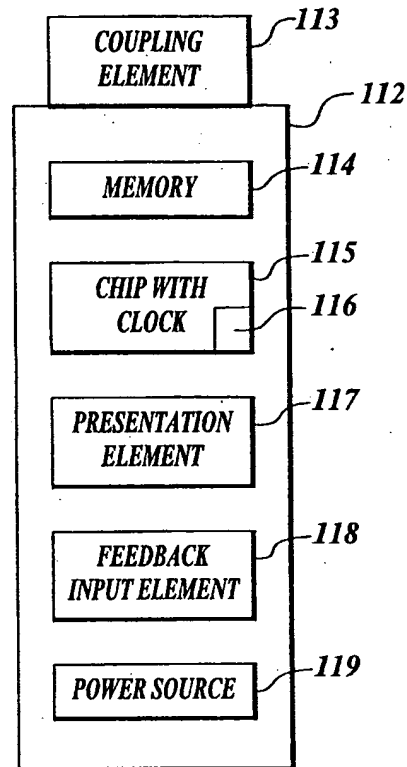 COUPLING
ELEMENT
113
112
MEMORY
114
CHIP WITH
CLOCK
115
116
PRESENTATION
ELEMENT
117
FEEDBACK
INPUT ELEMENT
118
POWER SOURCE
119